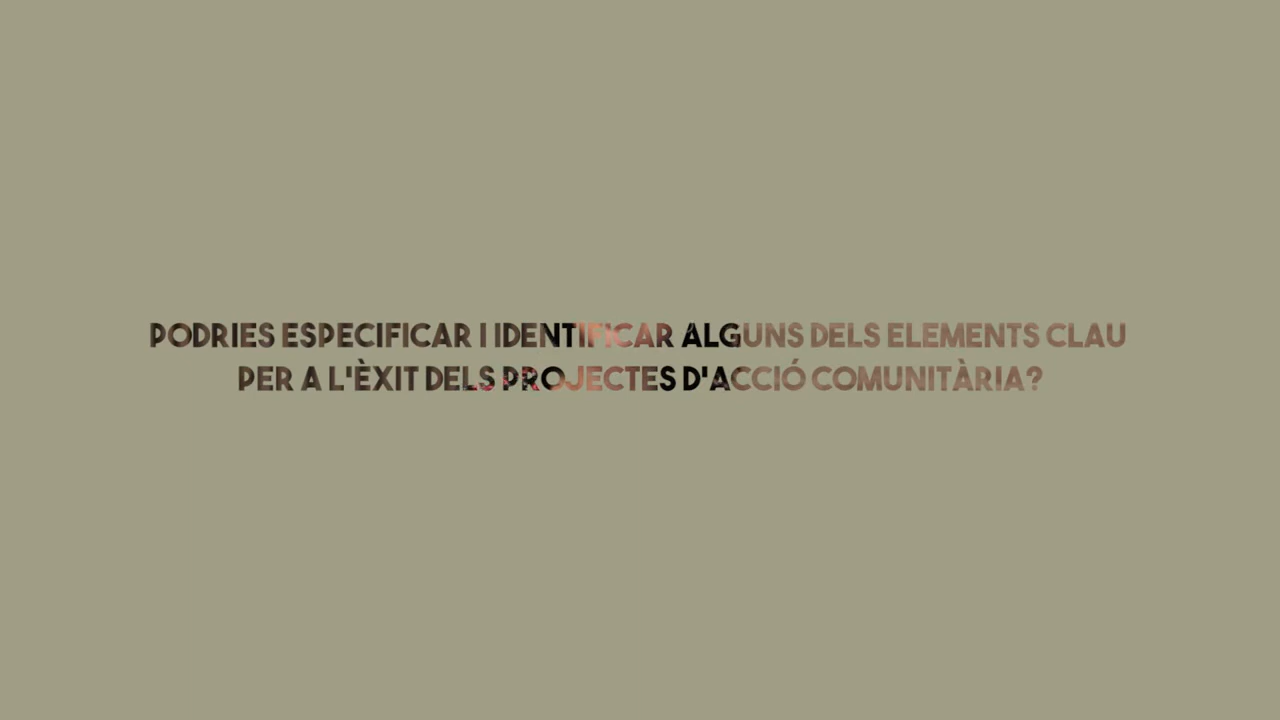 PODRIES ESPECIFICAR I IDENTIFICAR ALGUNS DELS ELEMENTS CLAU
PER A L'ÈXIT DELS PROJECTES D'ACCIÓ COMUNITÀRIA?